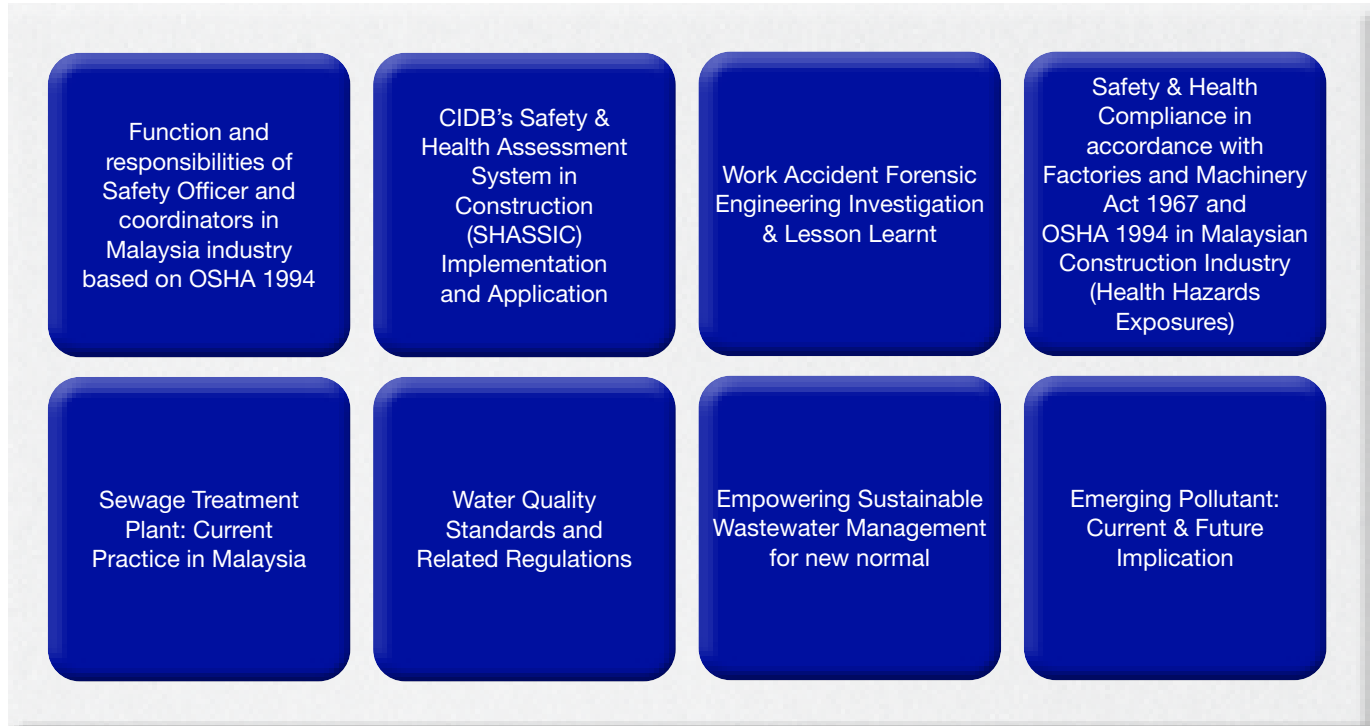 Function and
responsibilities of
Safety Officer and
coordinators in
Malaysia industry
based on OSHA 1994
CIDB's Safety &
Health Assessment
System in
Construction
(SHASSIC)
Implementation
and Application
Work Accident Forensic
Engineering Investigation
& Lesson Learnt
Safety & Health
Compliance in
accordance with
Factories and Machinery
Act 1967 and
OSHA 1994 in Malaysian
Construction Industry
(Health Hazards
Exposures)
Sewage Treatment
Plant: Current
Practice in Malaysia
Water Quality
Standards and
Related Regulations
Empowering Sustainable
Wastewater Management
for new normal
Emerging Pollutant:
Current & Future
Implication